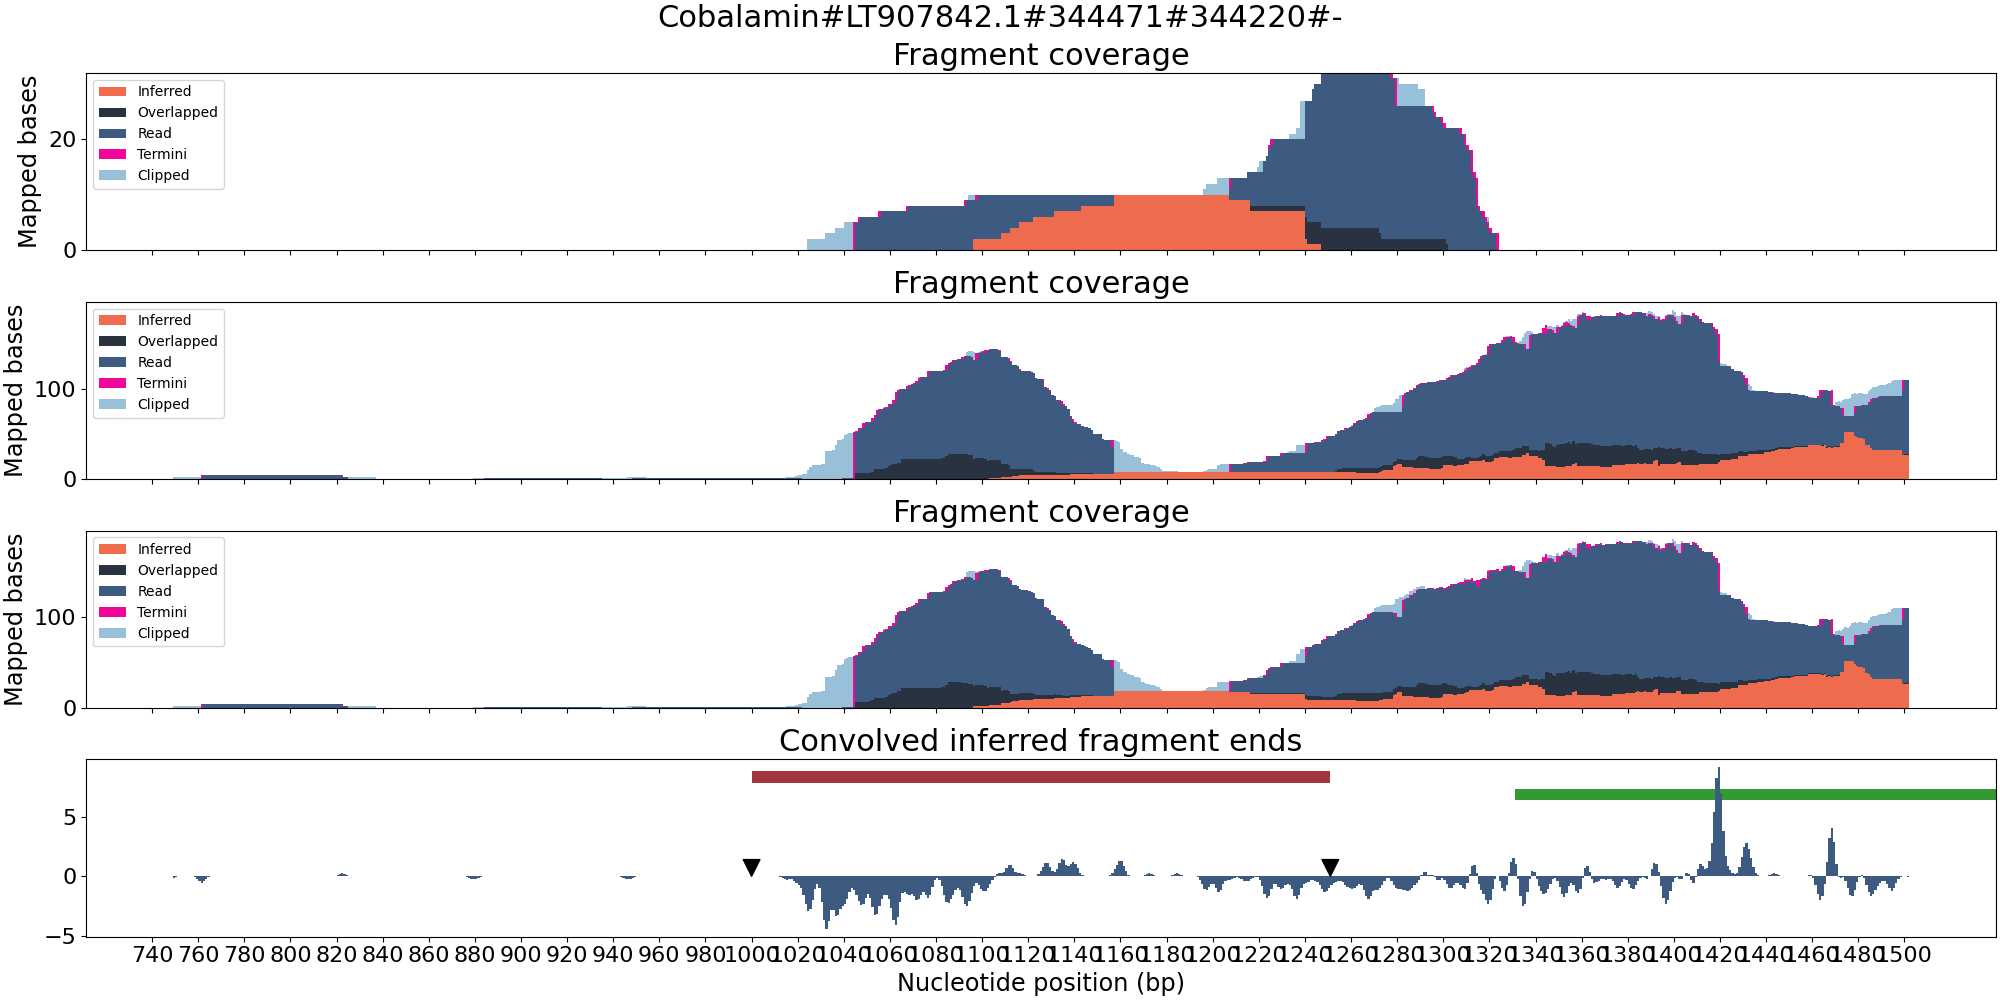 Cobalamin#LT907842.1#344471#344220#-
Fragment coverage
Mapped bases
20
0
Inferred
Overlapped
Read
Termini
Clipped
Fragment coverage
Mapped bases
100
0
Inferred
Overlapped
Read
Termini
Clipped
Fragment coverage
Mapped bases
100
0
Inferred
Overlapped
Read
Termini
Clipped
Convolved inferred fragment ends
5
0
−5
740 760 780 800 820 840 860 880 900 920 940 960 980 1000 1020 1040 1060 1080 1100 1120 1140 1160 1180 1200 1220 1240 1260 1280 1300 1320 1340 1360 1380 1400 1420 1440 1460 1480 1500
Nucleotide position (bp)